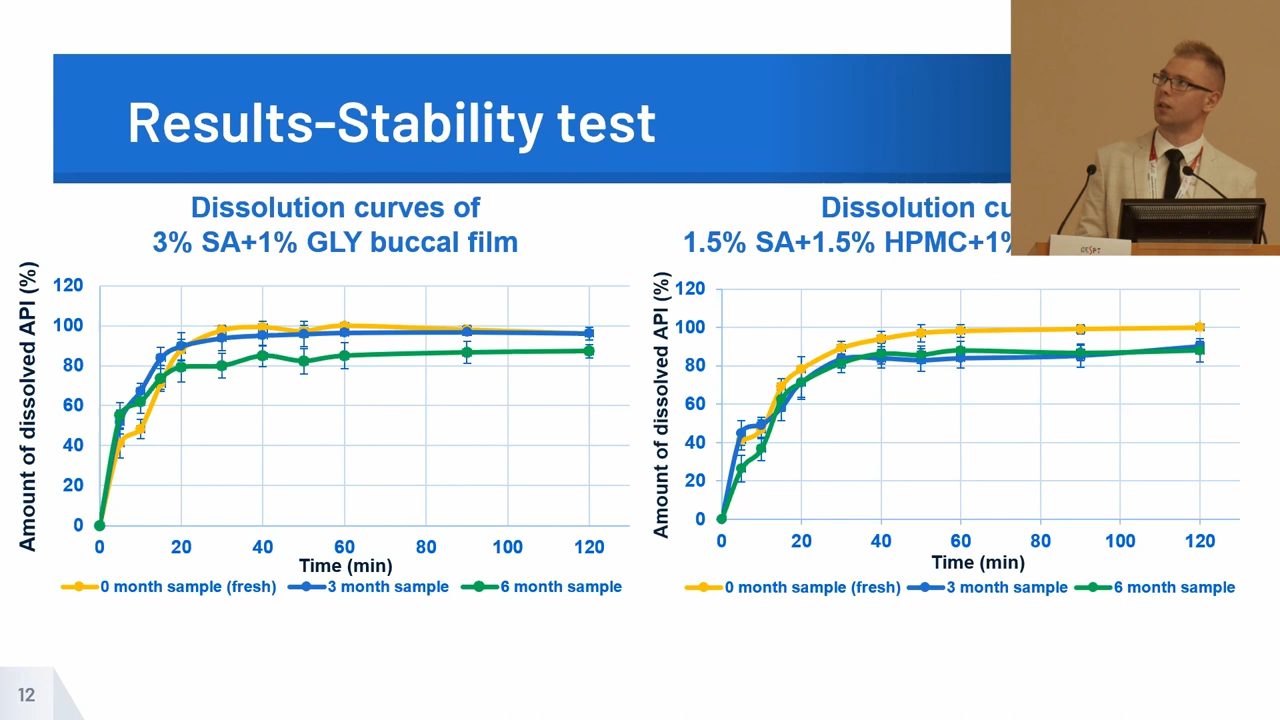 Results-Stability test
Dissolution curves of
3% SA+1% GLY buccal film
Amount of dissolved API (%)
120
100
80
60
40
20
0
0 20 40 60 80 100 120
Time (min)
0 month sample (fresh) 3 month sample 6 month sample
Dissolution cu
1.5% SA+1.5% HPMC+1%
Amount of dissolved API (%)
120
100
80
60
40
20
0
0 20 40 60 80 100 120
Time (min)
0 month sample (fresh) 3 month sample 6 month sample
12